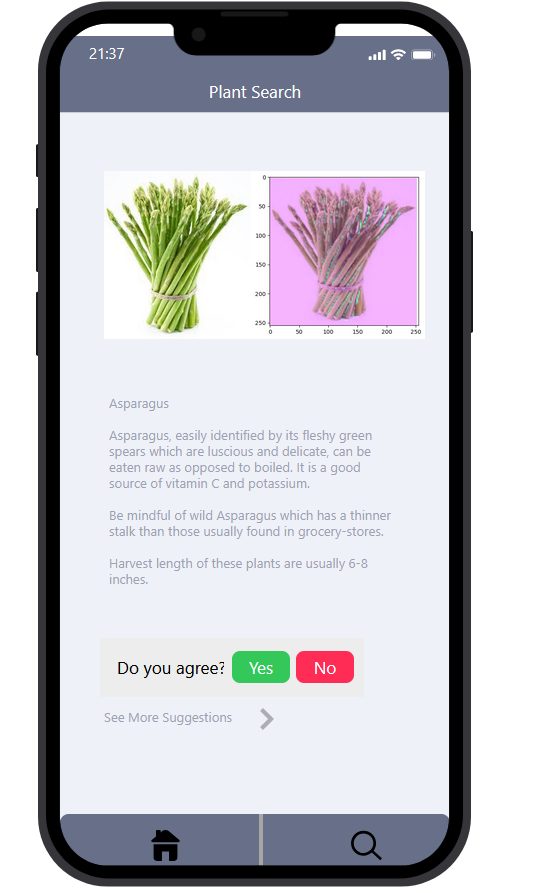 21:37
Plant Search
0
50
100
150
200
250
0 50 100 150 200 250
Asparagus
Asparagus, easily identified by its fleshy green
spears which are luscious and delicate, can be
eaten raw as opposed to boiled. It is a good
source of vitamin C and potassium.
Be mindful of wild Asparagus which has a thinner
stalk than those usually found in grocery-stores.
Harvest length of these plants are usually 6-8
inches.
Do you agree? Yes No
See More Suggestions